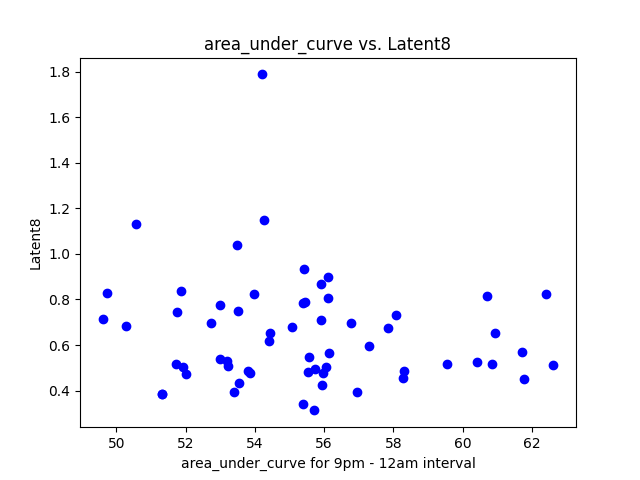 area_under_curve vs. Latent8
1.8
1.6
1.4
1.2
1.0
0.8
0.6
0.4
Latent8
50 52 54 56 58 60 62
area_under_curve for 9pm - 12am interval